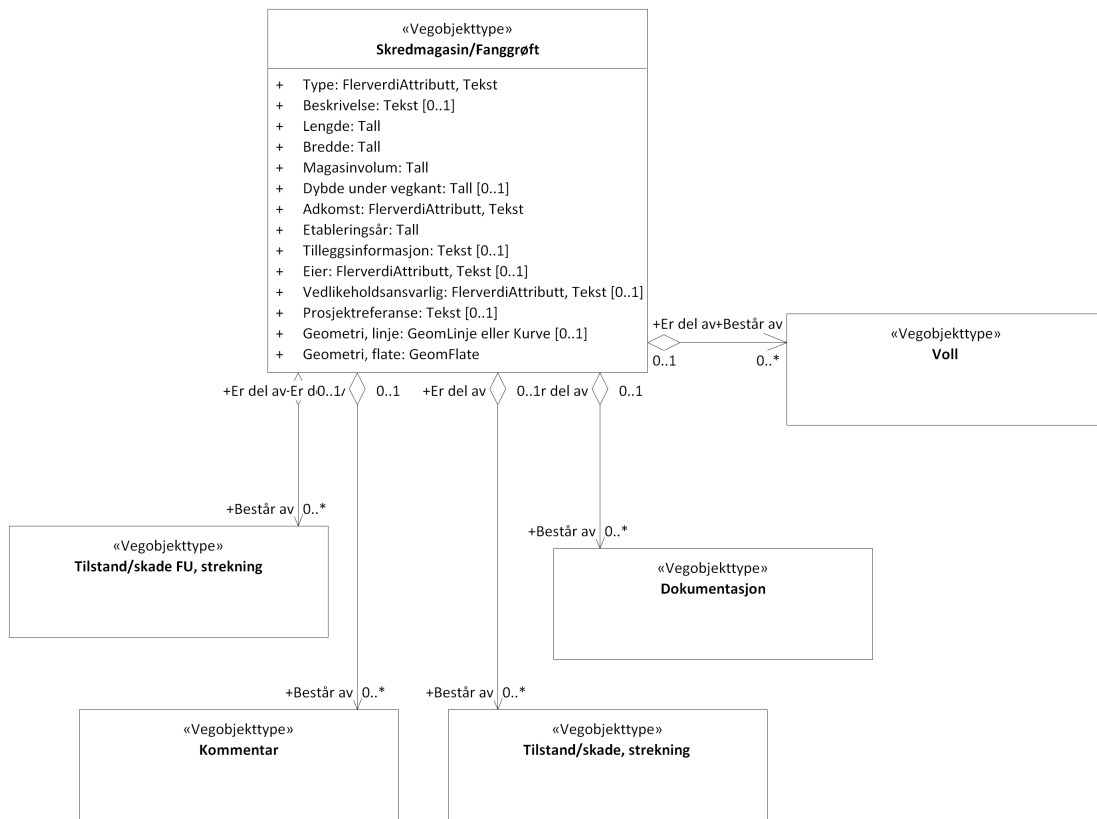 «Vegobjekttype»
Skredmagasin/Fanggrøft
+ Type: FlerverdiAttributt, Tekst
+ Beskrivelse: Tekst [0..1]
+ Lengde: Tall
+ Bredde: Tall
+ Magasinvolum: Tall
+ Dybde under vegkant: Tall [0..1]
+ Adkomst: FlerverdiAttributt, Tekst
+ Etableringsår: Tall
+ Tilleggsinformasjon: Tekst [0..1]
+ Eier: FlerverdiAttributt, Tekst [0..1]
+ Vedlikeholdsansvarlig: FlerverdiAttributt, Tekst [0..1]
+ Prosjektreferanse: Tekst [0..1]
+ Geometri, linje: GeomLinje eller Kurve [0..1]
+ Geometri, flate: GeomFlate
+Er del av +Består av
0..1 0..*
«Vegobjekttype»
Voll
+Er del av 0..1 0..1 +Er del av 0..1 r del av 0..1
+Består av 0..*
«Vegobjekttype»
Tilstand/skade FU, strekning
+Består av 0..*
«Vegobjekttype»
Dokumentasjon
+Består av 0..* +Består av 0..*
«Vegobjekttype»
Kommentar
«Vegobjekttype»
Tilstand/skade, strekning